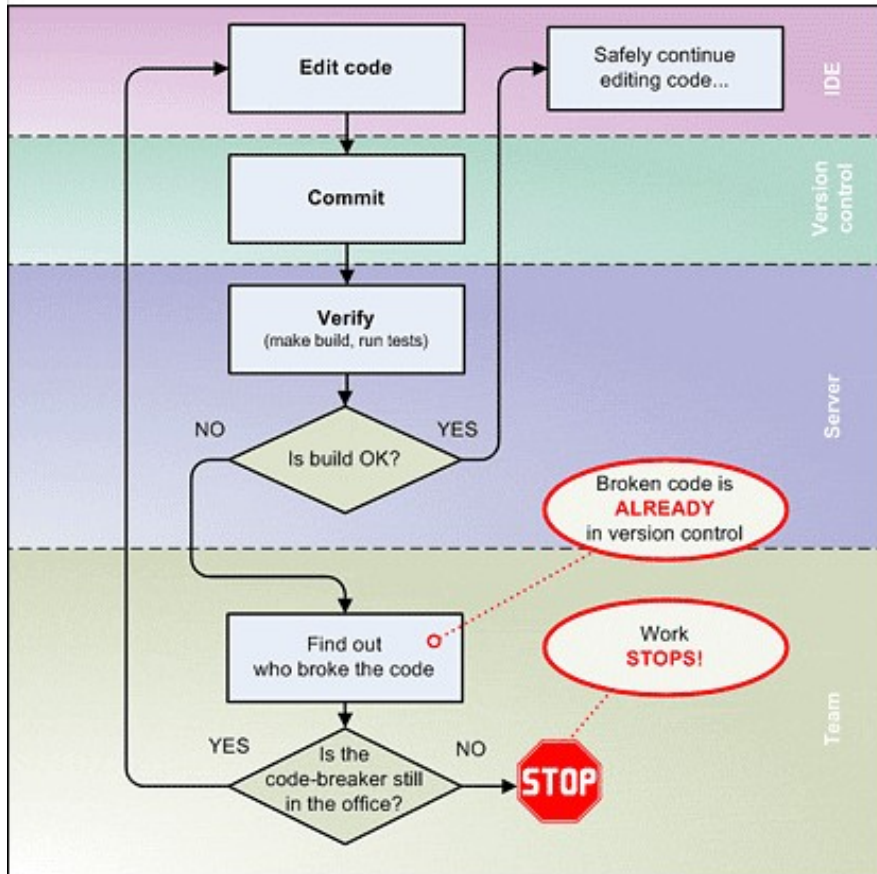 Edit code
Safely continue
editing code...
IDE
Commit
Version
control
Verify
(make build, run tests)
NO
YES
Is build OK?
Server
Broken code is
ALREADY
in version control
Find out
who broke the code
Work
STOPS!
YES
Is the
code-breaker still
in the office?
NO
STOP
Team